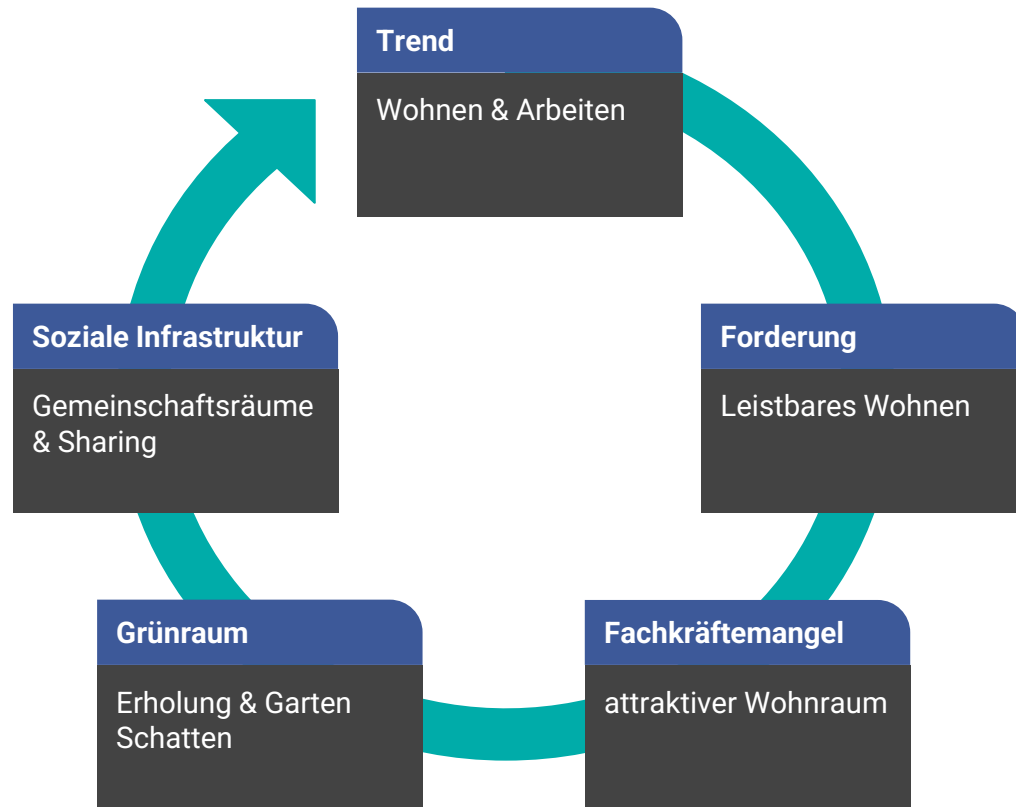 Trend
Wohnen & Arbeiten
Forderung
Leistbares Wohnen
Fachkräftemangel
attraktiver Wohnraum
Grünraum
Erholung & Garten
Schatten
Soziale Infrastruktur
Gemeinschaftsräume
& Sharing